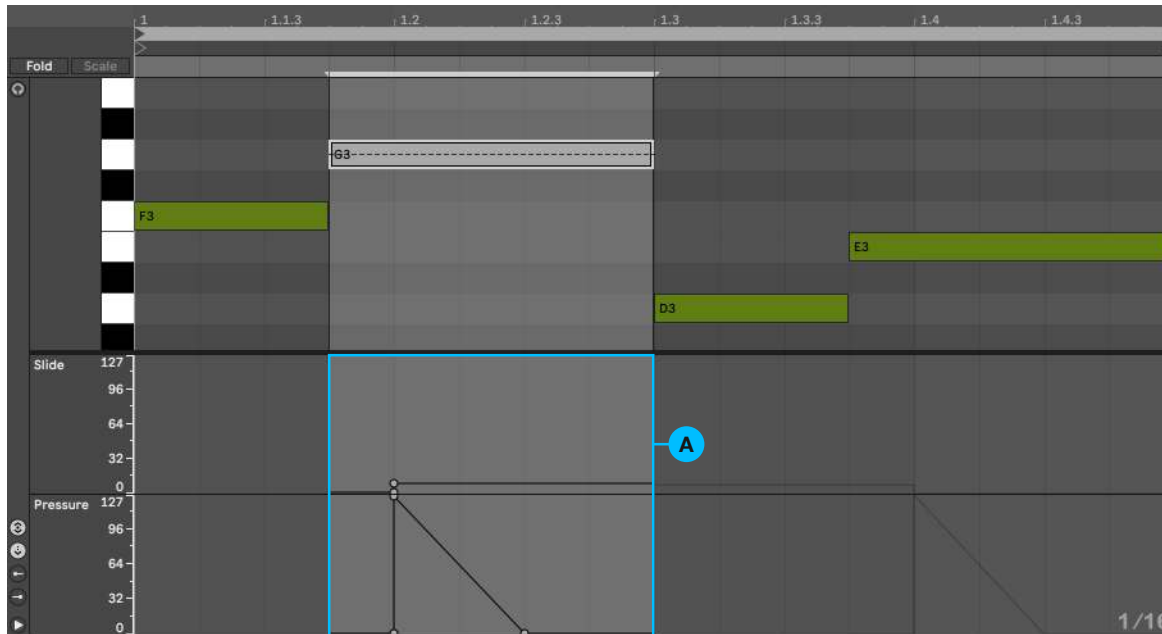 1 1.1.3 1.2 1.2.3 1.3 1.3.3 1.4 1.4.3
Fold Scale
G3
F3
E3
D3
Slide 127
96
64
32
0
A
Pressure 127
96
64
32
0
1/16